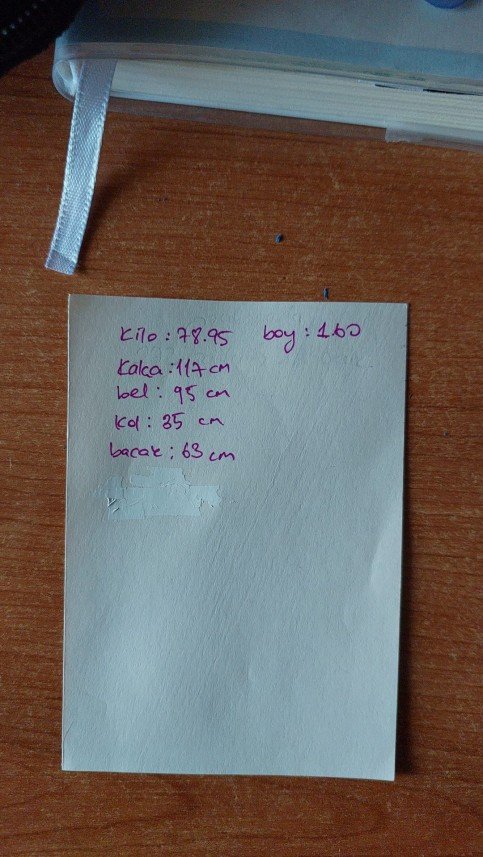 Kilo : 78.95 boy : 1.60
Kalça : 117 cm
bel : 95 cm
Kol : 35 cm
bacak : 63 cm